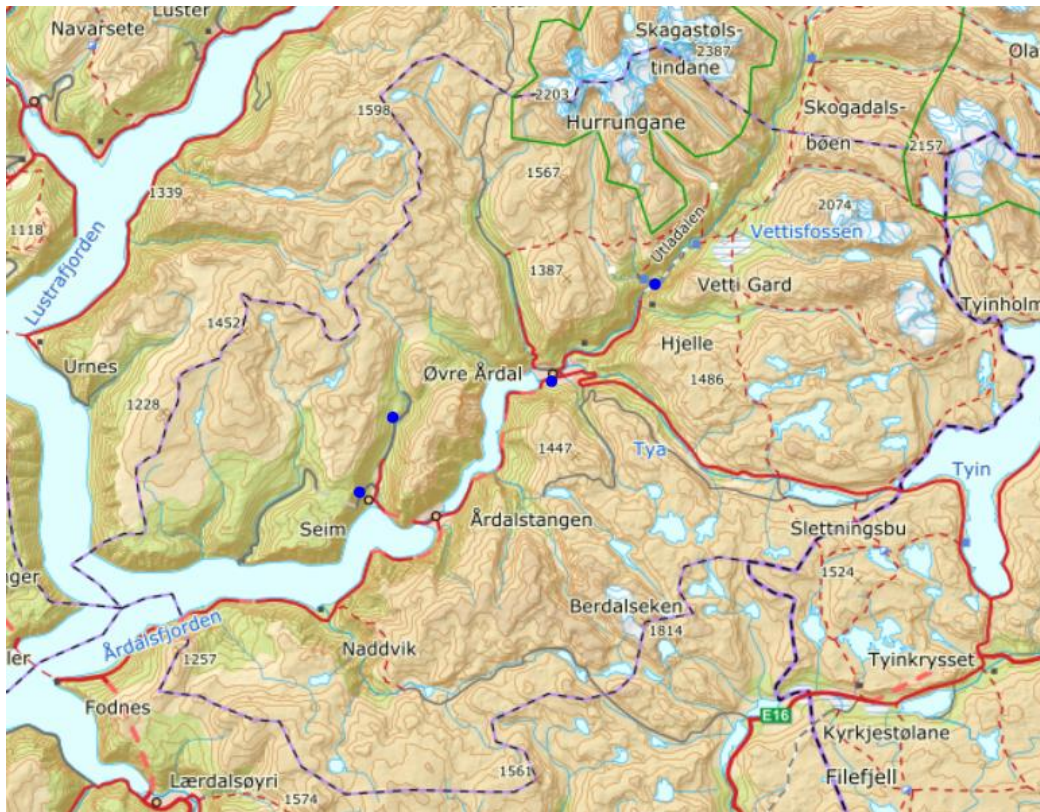 Luster
Navarsete
Skagastøls-
2387
tindane
Ola
2203
1598
Skogadals-
Hurrungane
bøen
2157
1567
1339
2074
1118
Utladalen
Vettisfossen
1387
Lustrafjorden
Vetti Gard
Tyinholm
1452
Hjelle
Urnes
Øvre Årdal
1486
1228
1447
Tya
Tyin
Seim
Årdalstangen
Slettningsbu
1524
nger
Berdalseken
1814
Årdalsfjorden
Naddvik
ler
1257
Tyinkrysset
Fodnes
E16
Kyrkjestølane
Lærdalsøyri
1561
Filefjell
1574